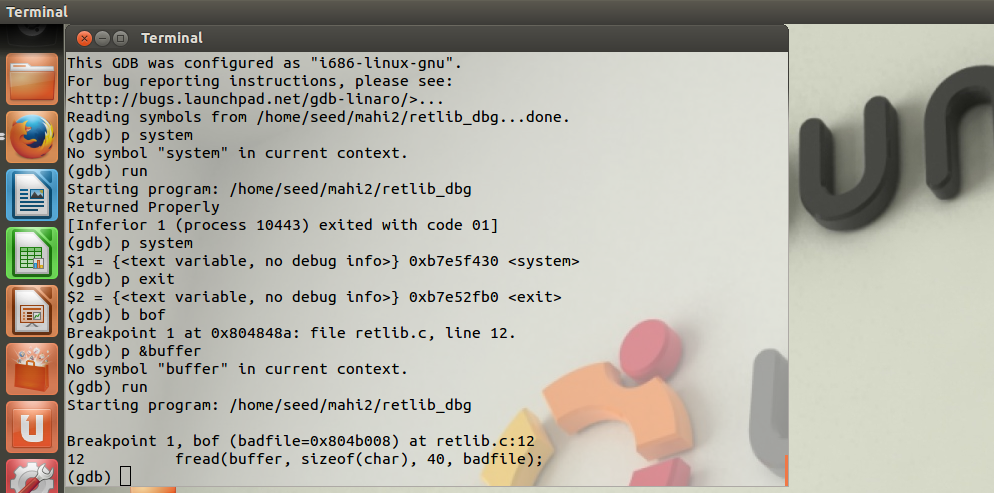 Terminal
Terminal
This GDB was configured as "i686-linux-gnu".
For bug reporting instructions, please see:
<http://bugs.launchpad.net/gdb-linaro/>...
Reading symbols from /home/seed/mahi2/retlib_dbg...done.
(gdb) p system
No symbol "system" in current context.
(gdb) run
Starting program: /home/seed/mahi2/retlib_dbg
Returned Properly
[Inferior 1 (process 10443) exited with code 01]
(gdb) p system
$1 = {<text variable, no debug info>} 0xb7e5f430 <system>
(gdb) p exit
$2 = {<text variable, no debug info>} 0xb7e52fb0 <exit>
(gdb) b bof
Breakpoint 1 at 0x804848a: file retlib.c, line 12.
(gdb) p &buffer
No symbol "buffer" in current context.
(gdb) run
Starting program: /home/seed/mahi2/retlib_dbg
Breakpoint 1, bof (badfile=0x804b008) at retlib.c:12
12          fread(buffer, sizeof(char), 40, badfile);
(gdb)